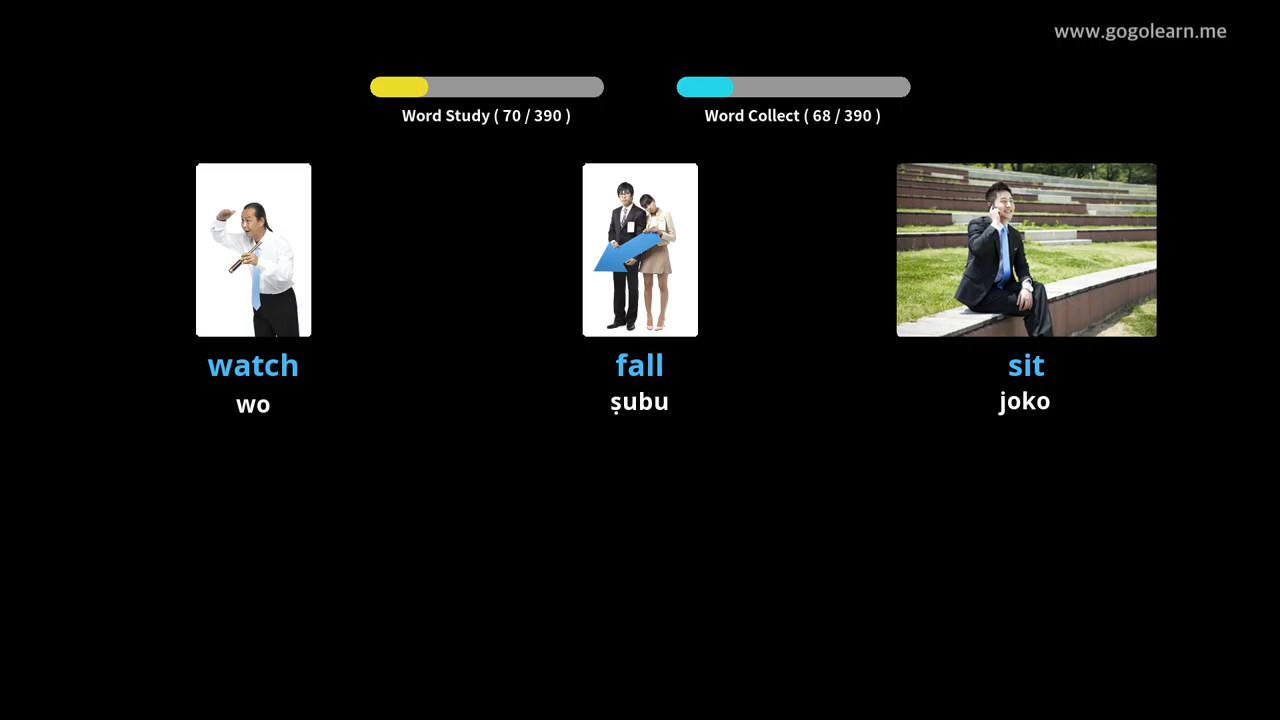 www.gogolearn.me
Word Study ( 70 / 390 )
Word Collect ( 68 / 390 )
watch
wo
fall
ṣubu
sit
joko